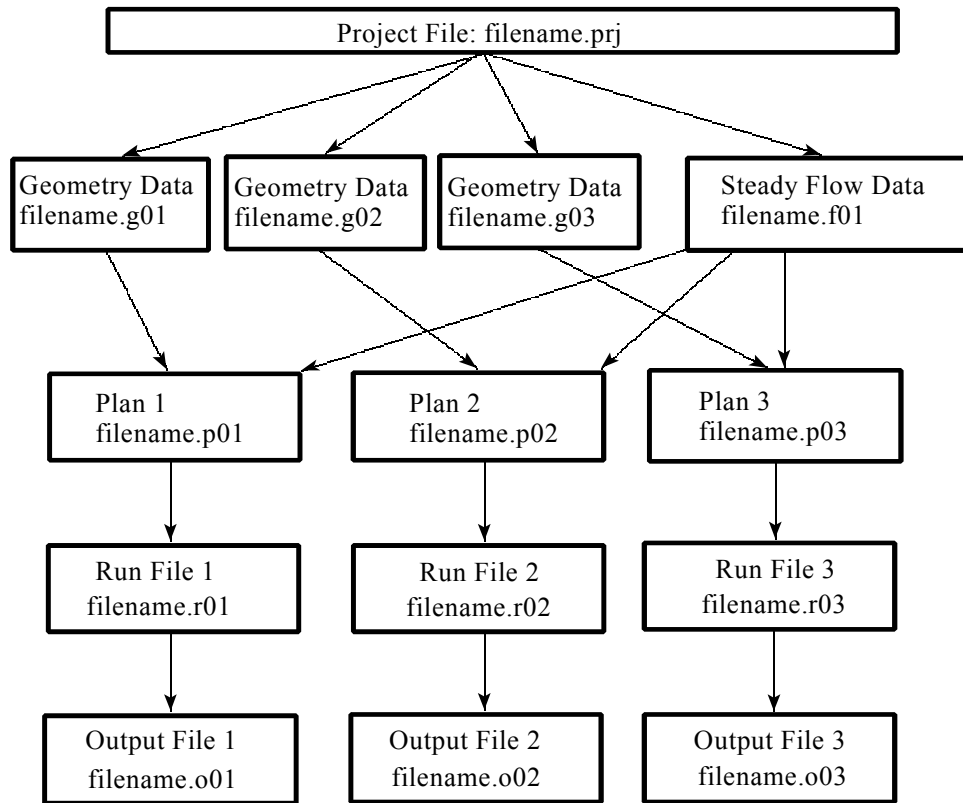 Project File: filename.prj
Geometry Data
filename.g01
Geometry Data
filename.g02
Geometry Data
filename.g03
Steady Flow Data
filename.f01
Plan 1
filename.p01
Plan 2
filename.p02
Plan 3
filename.p03
Run File 1
filename.r01
Run File 2
filename.r02
Run File 3
filename.r03
Output File 1
filename.o01
Output File 2
filename.o02
Output File 3
filename.o03